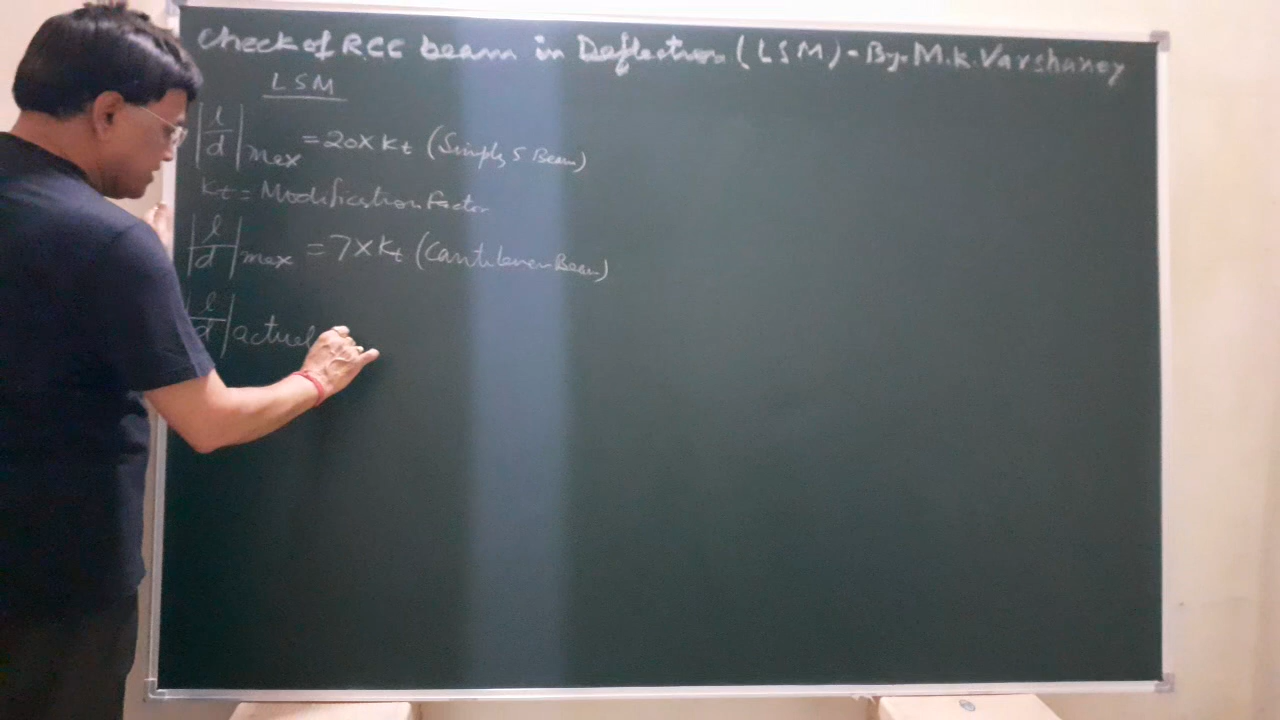 Check of RCC beam in Deflection (LSM) - By. M.K. Varshaney
LSM
|l/d| max = 20 x Kt (Simply S Beam)
Kt = Modification Factor
|l/d| max = 7 x Kt (Cantilever Beam)
|l/d| actual